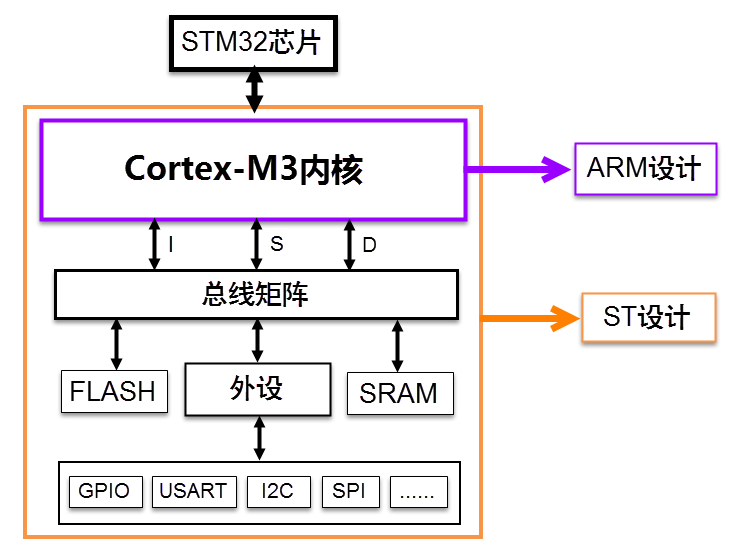 STM32芯片
Cortex-M3内核
ARM设计
I
S
D
总线矩阵
ST设计
FLASH
外设
SRAM
GPIO
USART
I2C
SPI
......